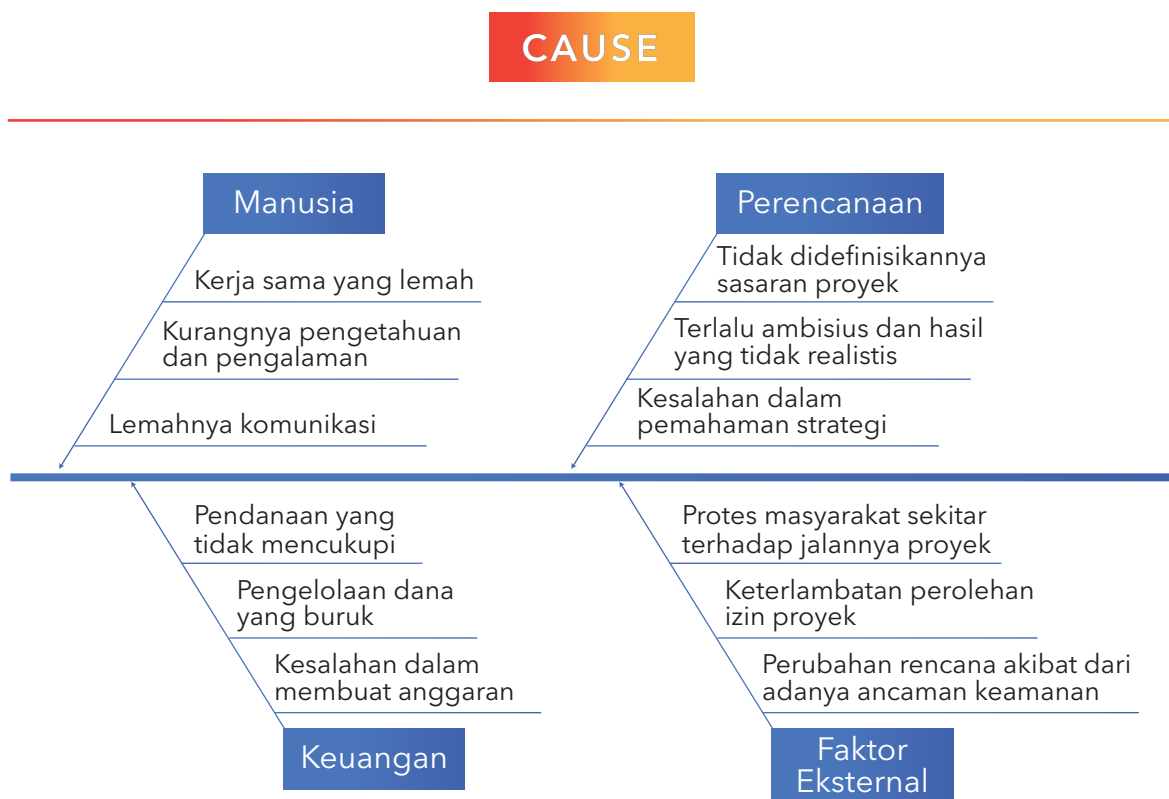 CAUSE
Manusia
Kerja sama yang lemah
Kurangnya pengetahuan
dan pengalaman
Lemahnya komunikasi
Perencanaan
Tidak didefinisikannya
sasaran proyek
Terlalu ambisius dan hasil
yang tidak realistis
Kesalahan dalam
pemahaman strategi
Pendanaan yang
tidak mencukupi
Pengelolaan dana
yang buruk
Kesalahan dalam
membuat anggaran
Keuangan
Protes masyarakat sekitar
terhadap jalannya proyek
Keterlambatan perolehan
izin proyek
Perubahan rencana akibat dari
adanya ancaman keamanan
Faktor
Eksternal